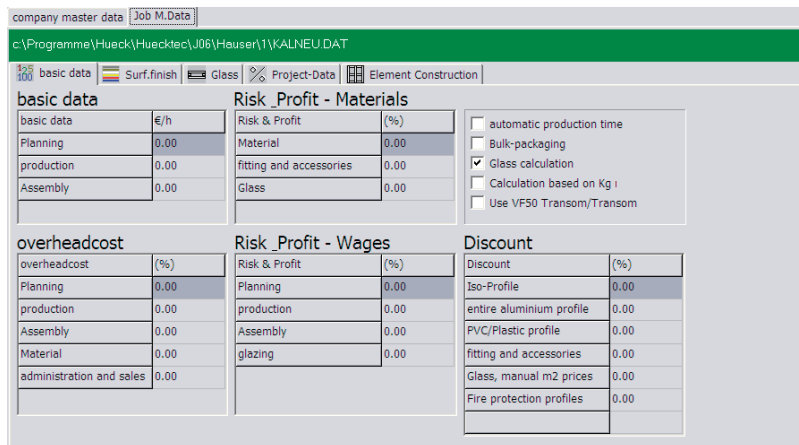 company master data Job M.Data
c:\Programme\Hueck\Huecktec\J06\Hauser\1\KALNEU.DAT
125 100 basic data Surf.finish Glass Project-Data Element Construction
basic data
basic data €/h
Planning 0.00
production 0.00
Assembly 0.00
Risk _Profit - Materials
Risk & Profit (%)
Material 0.00
fitting and accessories 0.00
Glass 0.00
automatic production time
Bulk-packaging
Glass calculation
Calculation based on Kg
Use VF50 Transom/Transom
overheadcost
overheadcost (%)
Planning 0.00
production 0.00
Assembly 0.00
Material 0.00
administration and sales 0.00
Risk _Profit - Wages
Risk & Profit (%)
Planning 0.00
production 0.00
Assembly 0.00
glazing 0.00
Discount
Discount (%)
Iso-Profile 0.00
entire aluminium profile 0.00
PVC/Plastic profile 0.00
fitting and accessories 0.00
Glass, manual m2 prices 0.00
Fire protection profiles 0.00